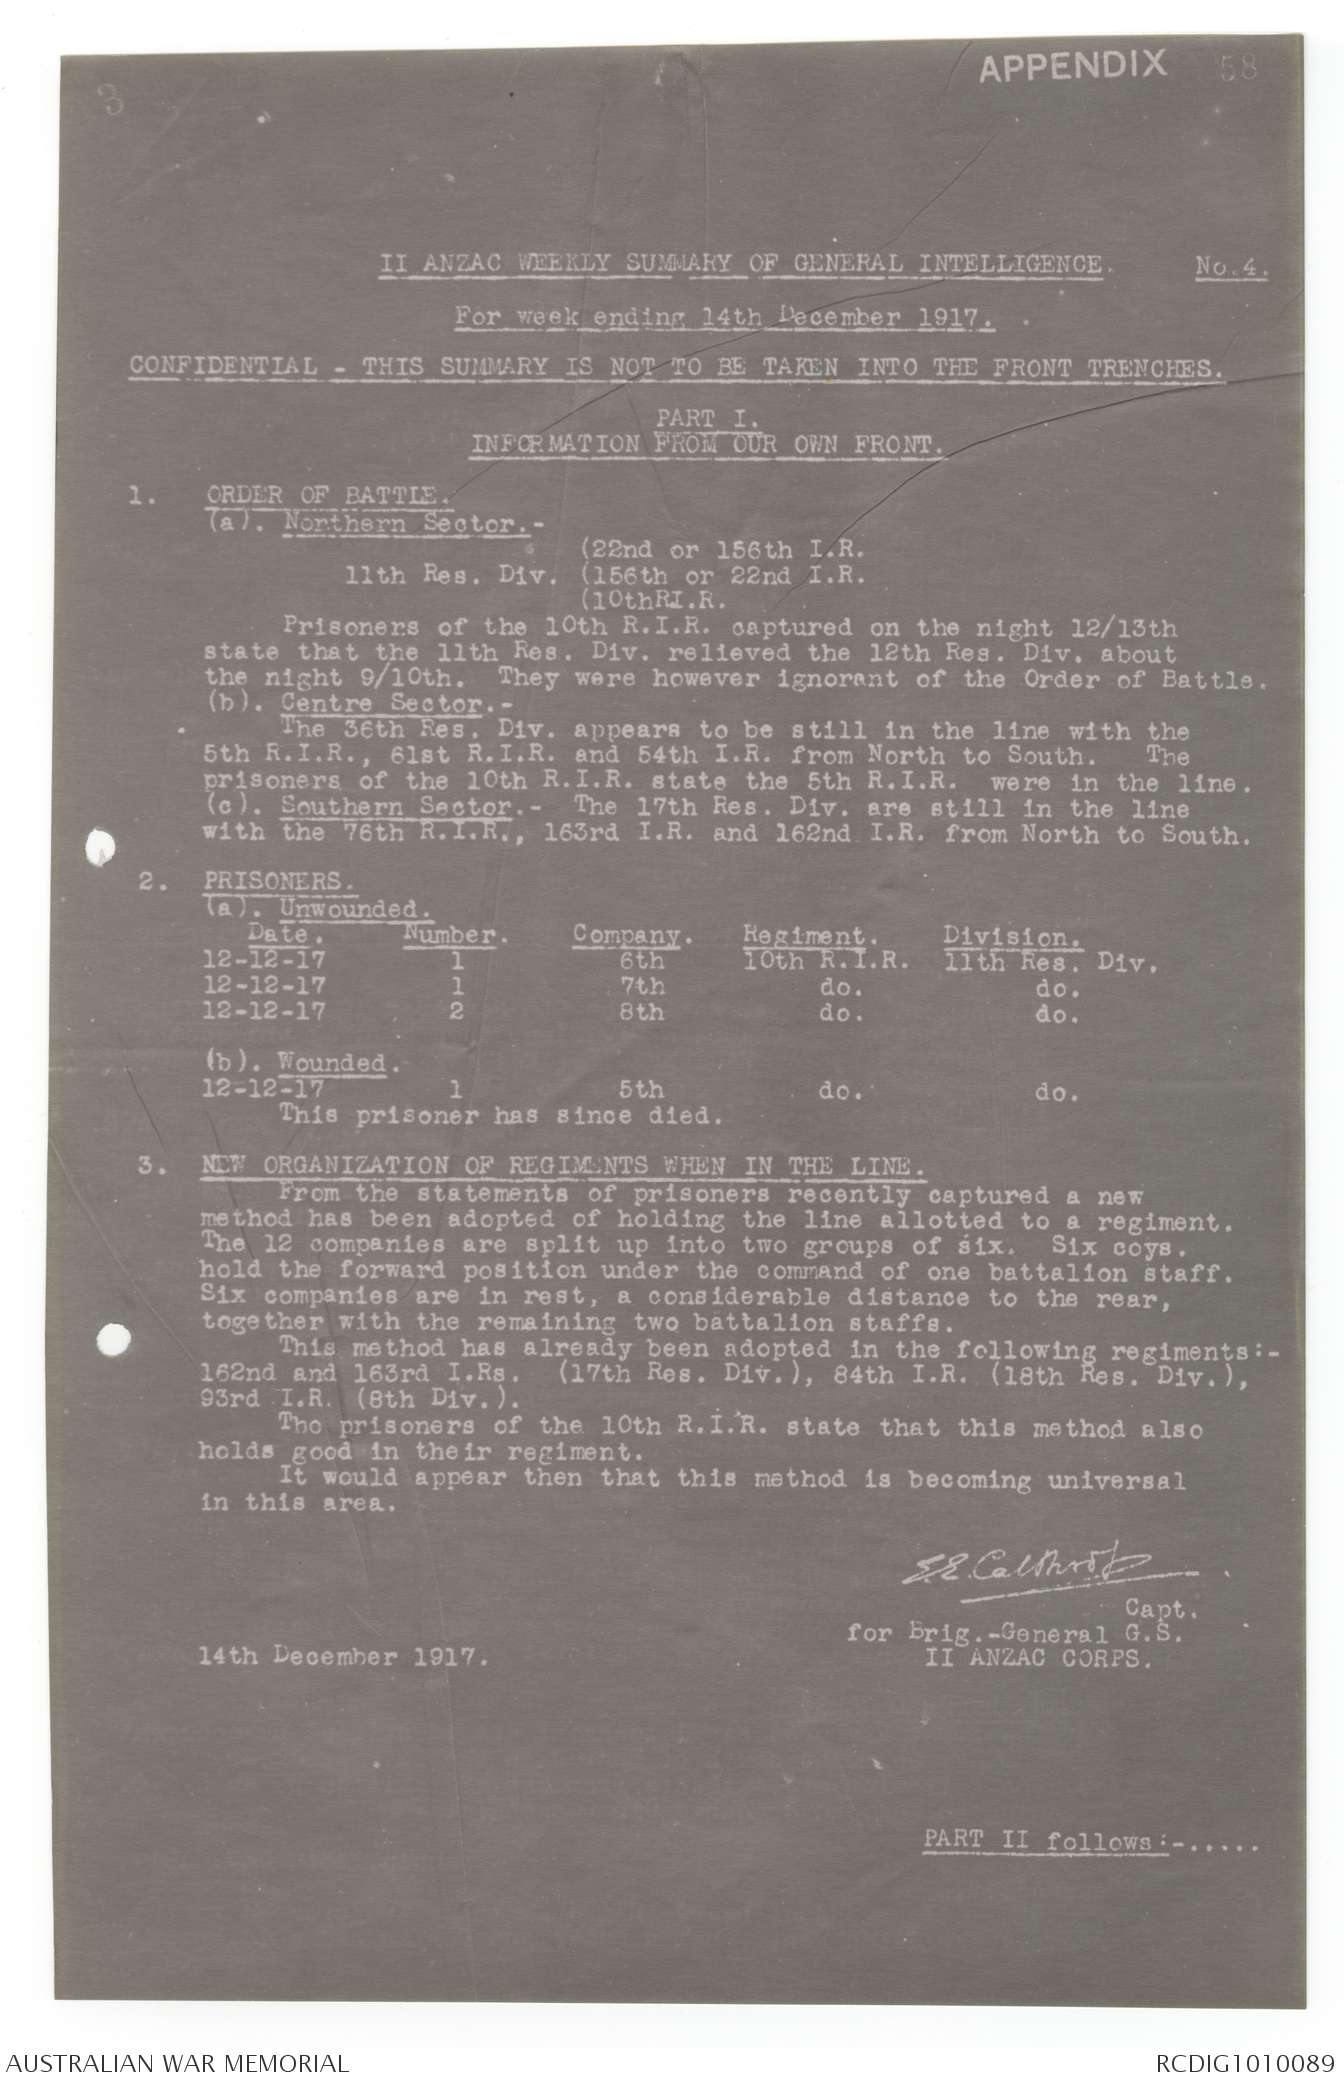 3
APPENDIX 58
II ANZAC WEEKLY SUMMARY OF GENERAL INTELLIGENCE. No.4.
For week ending 14th December 1917.
CONFIDENTIAL - THIS SUMMARY IS NOT TO BE TAKEN INTO THE FRONT TRENCHES.
PART I.
INFORMATION FROM OUR OWN FRONT.
1. ORDER OF BATTLE.
(a). Northern Sector.-
(22nd or 156th I.R.
11th Res. Div. (156th or 22nd I.R.
(10thRI.R.
Prisoners of the 10th R.I.R. captured on the night 12/13th
state that the 11th Res. Div. relieved the 12th Res. Div. about
the night 9/10th. They were however ignorant of the Order of Battle.
(b). Centre Sector.-
The 36th Res. Div. appears to be still in the line with the
5th R.I.R., 61st R.I.R. and 54th I.R. from North to South. The
prisoners of the 10th R.I.R. state the 5th R.I.R. were in the line.
(c). Southern Sector.- The 17th Res. Div. are still in the line
with the 76th R.I.R., 163rd I.R. and 162nd I.R. from North to South.
2. PRISONERS.
(a). Unwounded.
Date. Number. Company. Regiment. Division.
12-12-17 1 6th 10th R.I.R. 11th Res. Div.
12-12-17 1 7th do. do.
12-12-17 2 8th do. do.
(b). Wounded.
12-12-17 1 5th do. do.
This prisoner has since died.
3. NEW ORGANIZATION OF REGIMENTS WHEN IN THE LINE.
From the statements of prisoners recently captured a new
method has been adopted of holding the line allotted to a regiment.
The 12 companies are split up into two groups of six. Six coys.
hold the forward position under the command of one battalion staff.
Six companies are in rest, a considerable distance to the rear,
together with the remaining two battalion staffs.
This method has already been adopted in the following regiments:-
162nd and 163rd I.Rs. (17th Res. Div.), 84th I.R. (18th Res. Div.),
93rd I.R. (8th Div.).
The prisoners of the 10th R.I.R. state that this method also
holds good in their regiment.
It would appear then that this method is becoming universal
in this area.
E.E. Calthrop
Capt.
for Brig.-General G.S.
14th December 1917. II ANZAC CORPS.
PART II follows:-.....
AUSTRALIAN WAR MEMORIAL RCDIG1010089